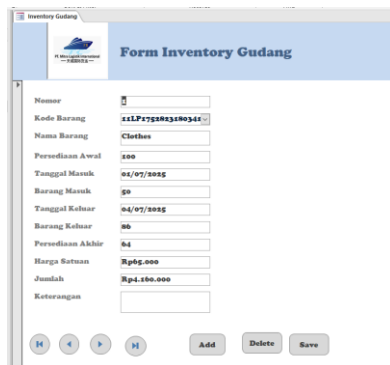 Inventory Gudang
Form Inventory Gudang
Nomor
Kode Barang 11LP1752823180341
Nama Barang Clothes
Persediaan Awal 100
Tanggal Masuk 01/07/2025
Barang Masuk 50
Tanggal Keluar 04/07/2025
Barang Keluar 86
Persediaan Akhir 64
Harga Satuan Rp65.000
Jumlah Rp4.160.000
Keterangan
Add Delete Save